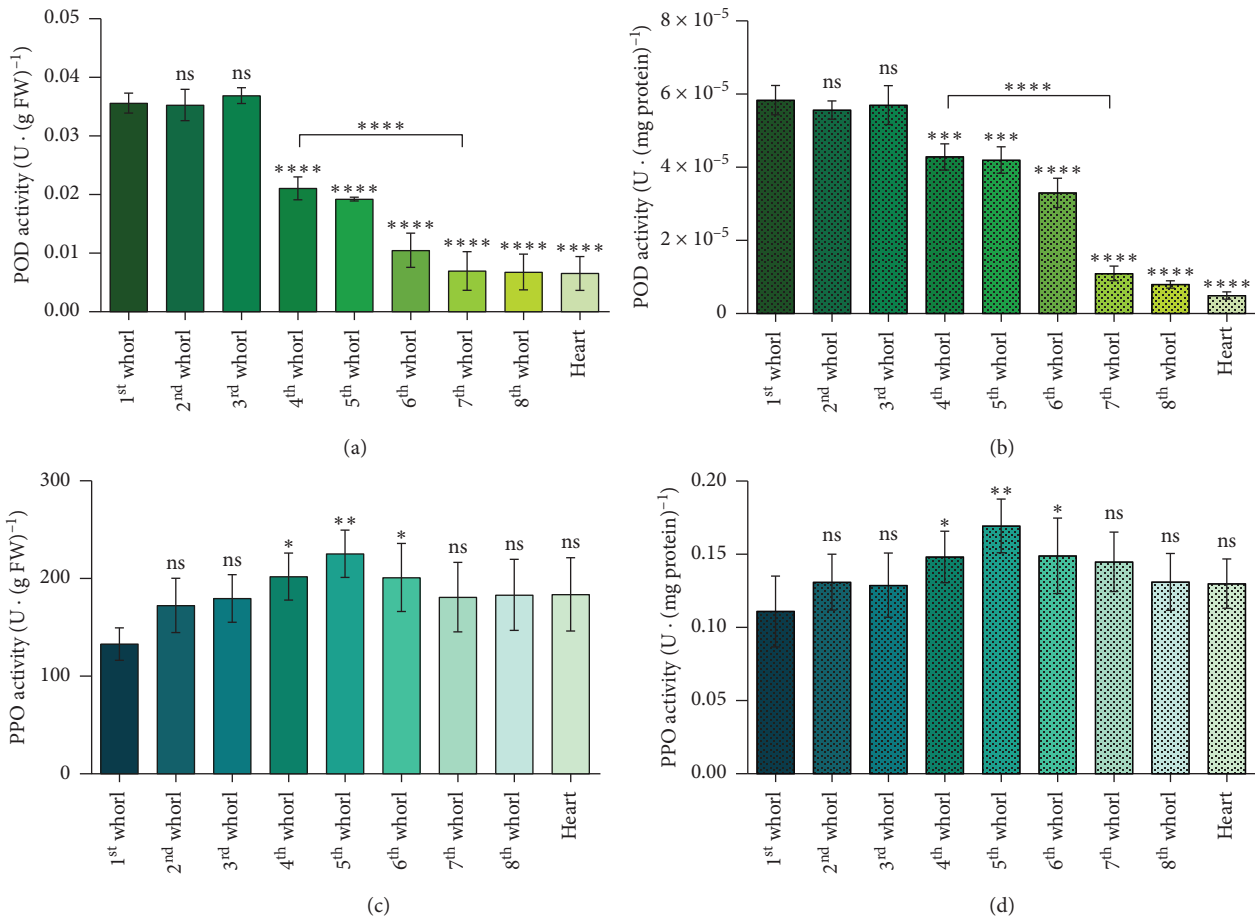 POD activity (U · (g FW)⁻¹
0.05
0.04
0.03
0.02
0.01
0.00
ns
ns
****
****
****
****
****
****
****
1st whorl
2nd whorl
3rd whorl
4th whorl
5th whorl
6th whorl
7th whorl
8th whorl
Heart
(a)
POD activity (U · (mg protein)⁻¹
8 × 10⁻⁵
6 × 10⁻⁵
4 × 10⁻⁵
2 × 10⁻⁵
0
ns
ns
***
***
****
****
****
****
****
1st whorl
2nd whorl
3rd whorl
4th whorl
5th whorl
6th whorl
7th whorl
8th whorl
Heart
(b)
PPO activity (U · (g FW)⁻¹
300
200
100
0
ns
ns
*
**
*
ns
ns
ns
1st whorl
2nd whorl
3rd whorl
4th whorl
5th whorl
6th whorl
7th whorl
8th whorl
Heart
(c)
PPO activity (U · (mg protein)⁻¹
0.20
0.15
0.10
0.05
0.00
ns
ns
*
**
*
ns
ns
ns
1st whorl
2nd whorl
3rd whorl
4th whorl
5th whorl
6th whorl
7th whorl
8th whorl
Heart
(d)